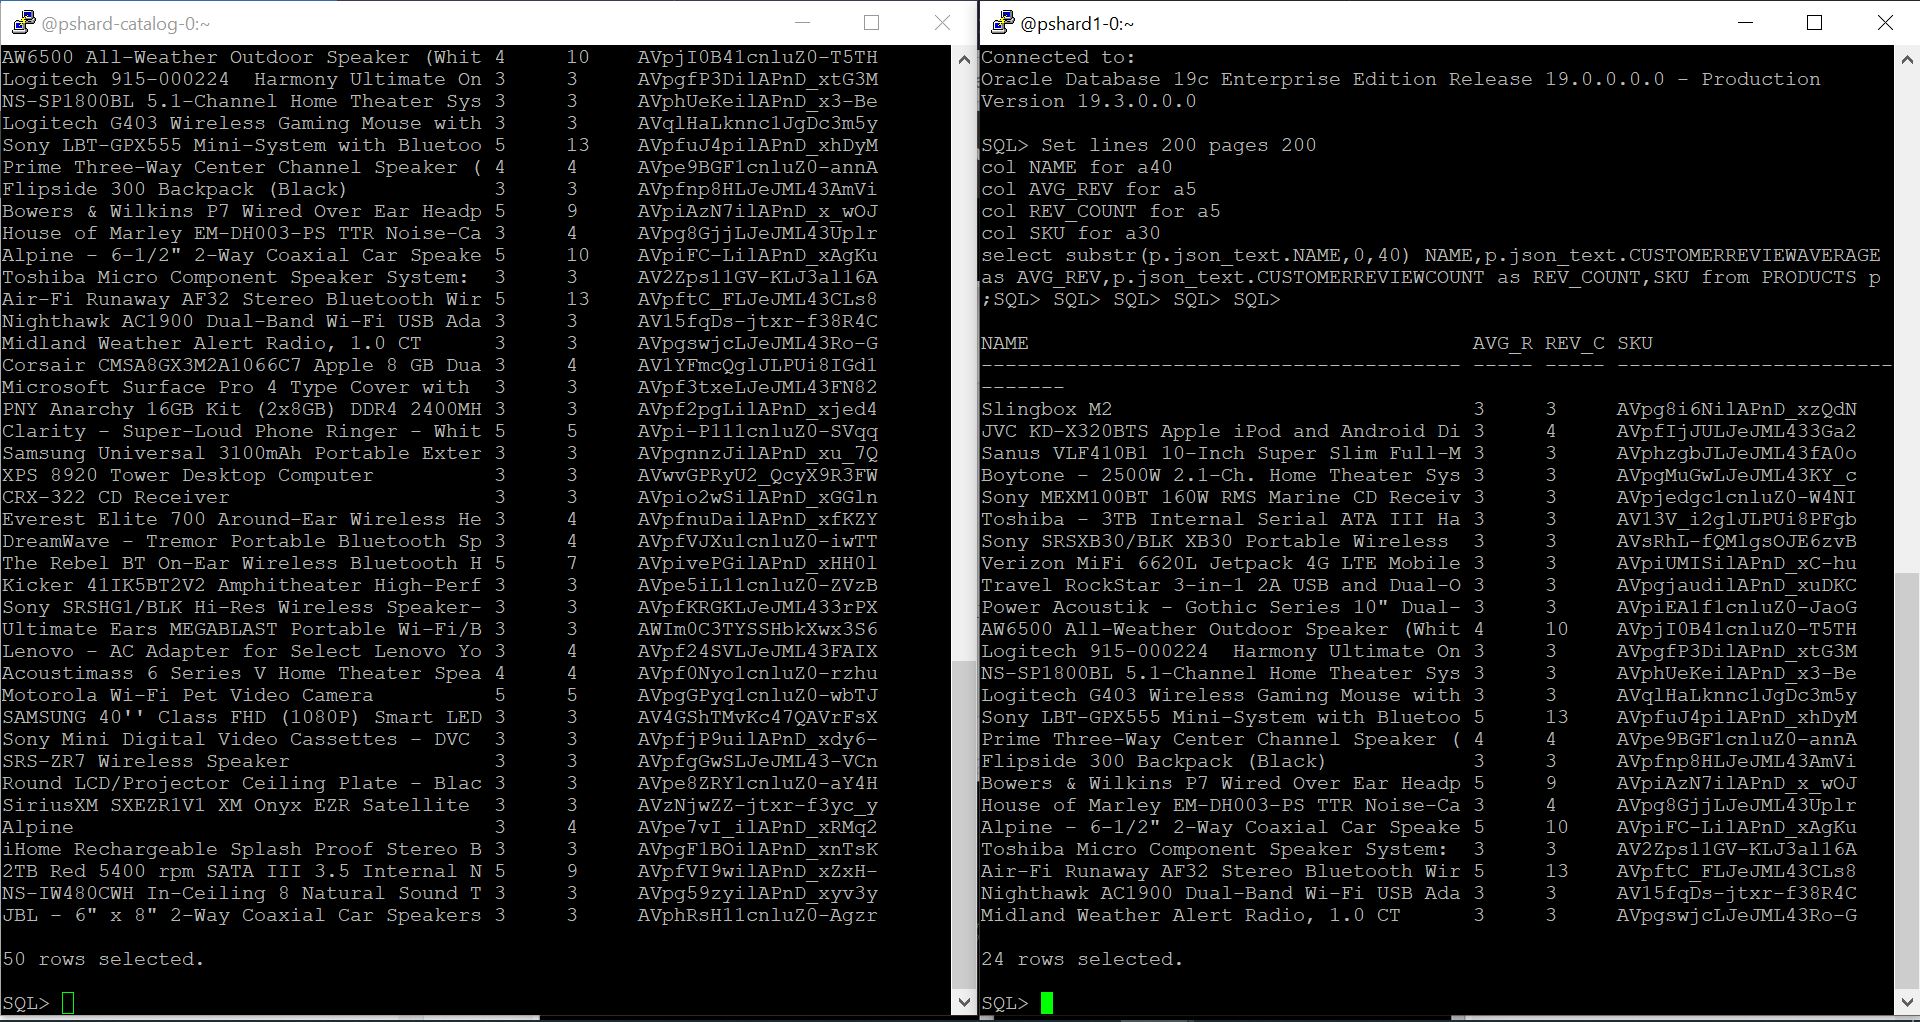 @pshard-catalog-0:~
AW6500 All-Weather Outdoor Speaker (Whit 4 10 AVpjI0B41cnluZ0-T5TH
Logitech 915-000224 Harmony Ultimate On 3 3 AVpgfP3DilAPnD_xtG3M
NS-SP1800BL 5.1-Channel Home Theater Sys 3 3 AVphUeKeilAPnD_x3-Be
Logitech G403 Wireless Gaming Mouse with 3 3 AVqlHaLknnc1JgDc3m5y
Sony LBT-GPX555 Mini-System with Bluetoo 5 13 AVpfuJ4pilAPnD_xhDyM
Prime Three-Way Center Channel Speaker ( 4 4 AVpe9BGF1cnluZ0-annA
Flipside 300 Backpack (Black) 3 3 AVpfnp8HLJeJML43AmVi
Bowers & Wilkins P7 Wired Over Ear Headp 5 9 AVpiAzN7ilAPnD_x_wOJ
House of Marley EM-DH003-PS TTR Noise-Ca 3 4 AVpg8GjjLJeJML43Uplr
Alpine - 6-1/2" 2-Way Coaxial Car Speake 5 10 AVpiFC-LilAPnD_xAgKu
Toshiba Micro Component Speaker System: 3 3 AV2Zps11GV-KLJ3al16A
Air-Fi Runaway AF32 Stereo Bluetooth Wir 5 13 AVpftC_FLJeJML43CLs8
Nighthawk AC1900 Dual-Band Wi-Fi USB Ada 3 3 AV15fqDs-jtxr-f38R4C
Midland Weather Alert Radio, 1.0 CT 3 3 AVpgswjcLJeJML43Ro-G
Corsair CMSA8GX3M2A1066C7 Apple 8 GB Dua 3 4 AV1YFmcQglJLPUi8IGd1
Microsoft Surface Pro 4 Type Cover with 3 3 AVpf3txeLJeJML43FN82
PNY Anarchy 16GB Kit (2x8GB) DDR4 2400MH 3 3 AVpf2pgLilAPnD_xjed4
Clarity - Super-Loud Phone Ringer - Whit 5 5 AVpi-P111cnluZ0-SVqq
Samsung Universal 3100mAh Portable Exter 3 3 AVpgnnzJilAPnD_xu_7Q
XPS 8920 Tower Desktop Computer 3 3 AVwvGPRyU2_QcyX9R3FW
CRX-322 CD Receiver 3 3 AVpio2wSilAPnD_xGGln
Everest Elite 700 Around-Ear Wireless He 3 4 AVpfnuDailAPnD_xfKZY
DreamWave - Tremor Portable Bluetooth Sp 3 4 AVpfVJXu1cnluZ0-iwTT
The Rebel BT On-Ear Wireless Bluetooth H 5 7 AVpivePGilAPnD_xHH0l
Kicker 41IK5BT2V2 Amphitheater High-Perf 3 3 AVpe5iL11cnluZ0-ZVzB
Sony SRSHG1/BLK Hi-Res Wireless Speaker- 3 3 AVpfKRGKLJeJML433rPX
Ultimate Ears MEGABLAST Portable Wi-Fi/B 3 3 AWIm0C3TYSSHbkXwx3S6
Lenovo - AC Adapter for Select Lenovo Yo 3 4 AVpf24SVLJeJML43FAIX
Acoustimass 6 Series V Home Theater Spea 4 4 AVpf0Nyo1cnluZ0-rzhu
Motorola Wi-Fi Pet Video Camera 5 5 AVpgGPyq1cnluZ0-wbTJ
SAMSUNG 40'' Class FHD (1080P) Smart LED 3 3 AV4GShTMvKc47QAVrFsX
Sony Mini Digital Video Cassettes - DVC 3 3 AVpfjP9uilAPnD_xdy6-
SRS-ZR7 Wireless Speaker 3 3 AVpfgGwSLJeJML43-VCn
Round LCD/Projector Ceiling Plate - Blac 3 3 AVpe8ZRY1cnluZ0-aY4H
SiriusXM SXEZR1V1 XM Onyx EZR Satellite 3 3 AVzNjwZZ-jtxr-f3yc_y
Alpine 3 4 AVpe7vI_ilAPnD_xRMq2
iHome Rechargeable Splash Proof Stereo B 3 3 AVpgF1BOilAPnD_xnTsK
2TB Red 5400 rpm SATA III 3.5 Internal N 5 9 AVpfVI9wilAPnD_xZxH-
NS-IW480CWH In-Ceiling 8 Natural Sound T 3 3 AVpg59zyilAPnD_xyv3y
JBL - 6" x 8" 2-Way Coaxial Car Speakers 3 3 AVphRsH11cnluZ0-Agzr
50 rows selected.
SQL>
@pshard1-0:~
Connected to:
Oracle Database 19c Enterprise Edition Release 19.0.0.0.0 - Production
Version 19.3.0.0.0
SQL> Set lines 200 pages 200
col NAME for a40
col AVG_REV for a5
col REV_COUNT for a5
col SKU for a30
select substr(p.json_text.NAME,0,40) NAME,p.json_text.CUSTOMERREVIEWAVERAGE
as AVG_REV,p.json_text.CUSTOMERREVIEWCOUNT as REV_COUNT,SKU from PRODUCTS p
;SQL> SQL> SQL> SQL> SQL>
NAME AVG_R REV_C SKU
---------------------------------------- ----- ----- -----------------------
-------
Slingbox M2 3 3 AVpg8i6NilAPnD_xzQdN
JVC KD-X320BTS Apple iPod and Android Di 3 4 AVpfIjJULJeJML433Ga2
Sanus VLF410B1 10-Inch Super Slim Full-M 3 3 AVphzgbJLJeJML43fA0o
Boytone - 2500W 2.1-Ch. Home Theater Sys 3 3 AVpgMuGwLJeJML43KY_c
Sony MEXM100BT 160W RMS Marine CD Receiv 3 3 AVpjedgc1cnluZ0-W4NI
Toshiba - 3TB Internal Serial ATA III Ha 3 3 AV13V_i2glJLPUi8PFgb
Sony SRSXB30/BLK XB30 Portable Wireless 3 3 AVsRhL-fQMlgsOJE6zvB
Verizon MiFi 6620L Jetpack 4G LTE Mobile 3 3 AVpiUMISilAPnD_xC-hu
Travel RockStar 3-in-1 2A USB and Dual-O 3 3 AVpgjaudilAPnD_xuDKC
Power Acoustik - Gothic Series 10" Dual- 3 3 AVpiEA1f1cnluZ0-JaoG
AW6500 All-Weather Outdoor Speaker (Whit 4 10 AVpjI0B41cnluZ0-T5TH
Logitech 915-000224 Harmony Ultimate On 3 3 AVpgfP3DilAPnD_xtG3M
NS-SP1800BL 5.1-Channel Home Theater Sys 3 3 AVphUeKeilAPnD_x3-Be
Logitech G403 Wireless Gaming Mouse with 3 3 AVqlHaLknnc1JgDc3m5y
Sony LBT-GPX555 Mini-System with Bluetoo 5 13 AVpfuJ4pilAPnD_xhDyM
Prime Three-Way Center Channel Speaker ( 4 4 AVpe9BGF1cnluZ0-annA
Flipside 300 Backpack (Black) 3 3 AVpfnp8HLJeJML43AmVi
Bowers & Wilkins P7 Wired Over Ear Headp 5 9 AVpiAzN7ilAPnD_x_wOJ
House of Marley EM-DH003-PS TTR Noise-Ca 3 4 AVpg8GjjLJeJML43Uplr
Alpine - 6-1/2" 2-Way Coaxial Car Speake 5 10 AVpiFC-LilAPnD_xAgKu
Toshiba Micro Component Speaker System: 3 3 AV2Zps11GV-KLJ3al16A
Air-Fi Runaway AF32 Stereo Bluetooth Wir 5 13 AVpftC_FLJeJML43CLs8
Nighthawk AC1900 Dual-Band Wi-Fi USB Ada 3 3 AV15fqDs-jtxr-f38R4C
Midland Weather Alert Radio, 1.0 CT 3 3 AVpgswjcLJeJML43Ro-G
24 rows selected.
SQL>